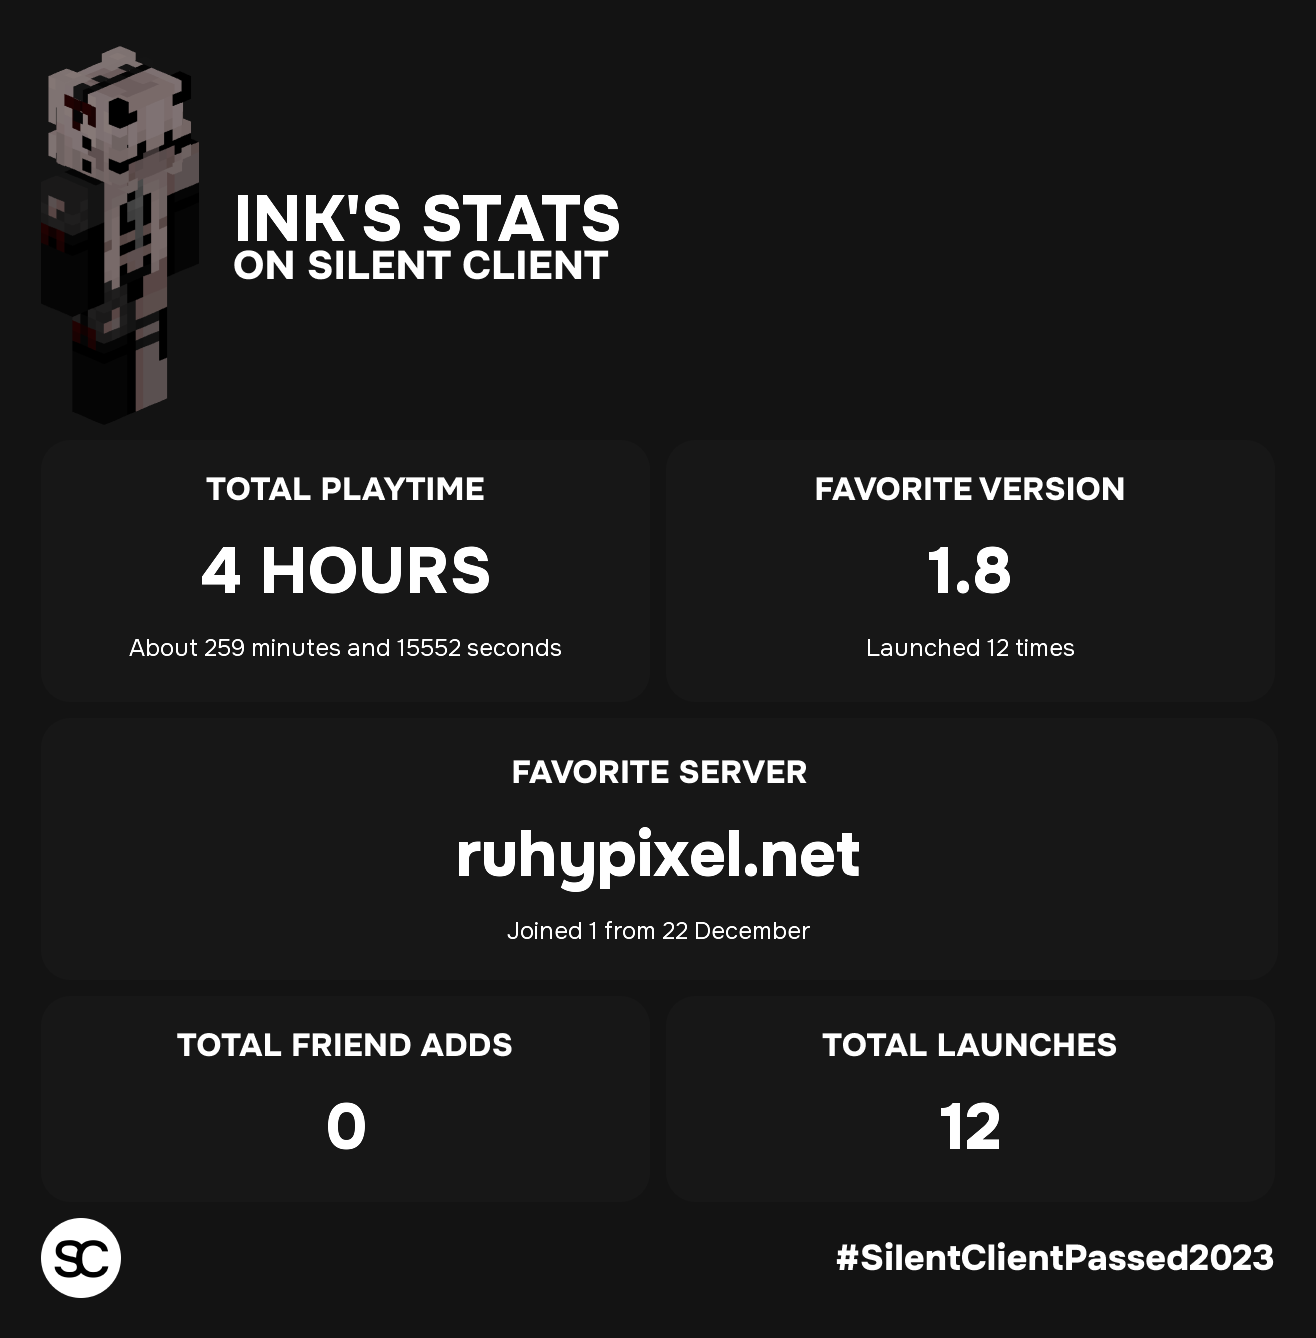 INK'S STATS
ON SILENT CLIENT
TOTAL PLAYTIME
4 HOURS
About 259 minutes and 15552 seconds
FAVORITE VERSION
1.8
Launched 12 times
FAVORITE SERVER
ruhypixel.net
Joined 1 from 22 December
TOTAL FRIEND ADDS
0
TOTAL LAUNCHES
12
SC
#SilentClientPassed2023